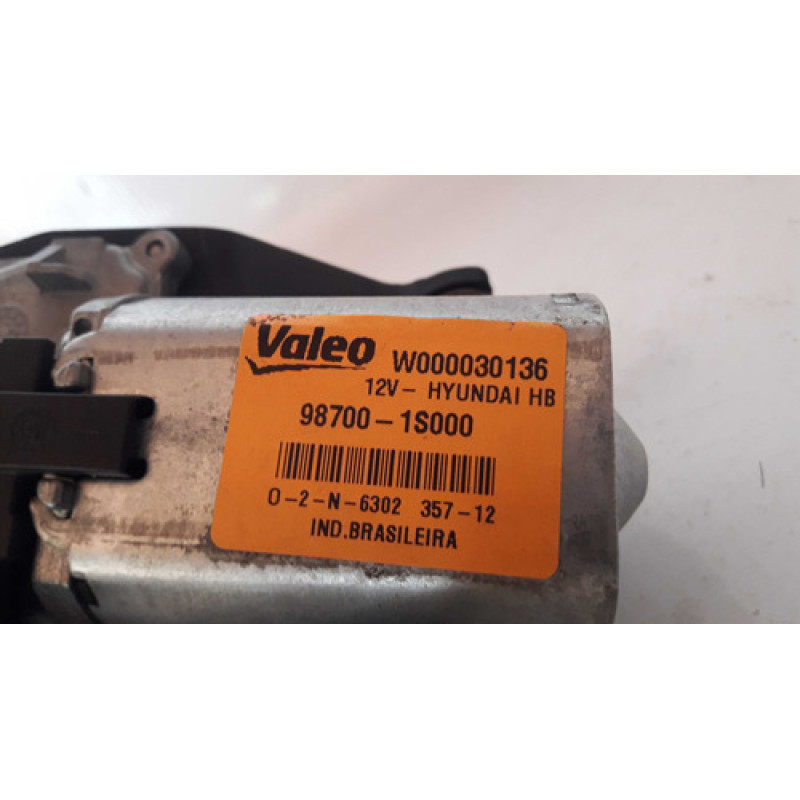 Valeo W000030136
12V- HYUNDAI HB
98700-1S000
0-2-N-6302 357-12
IND.BRASILEIRA